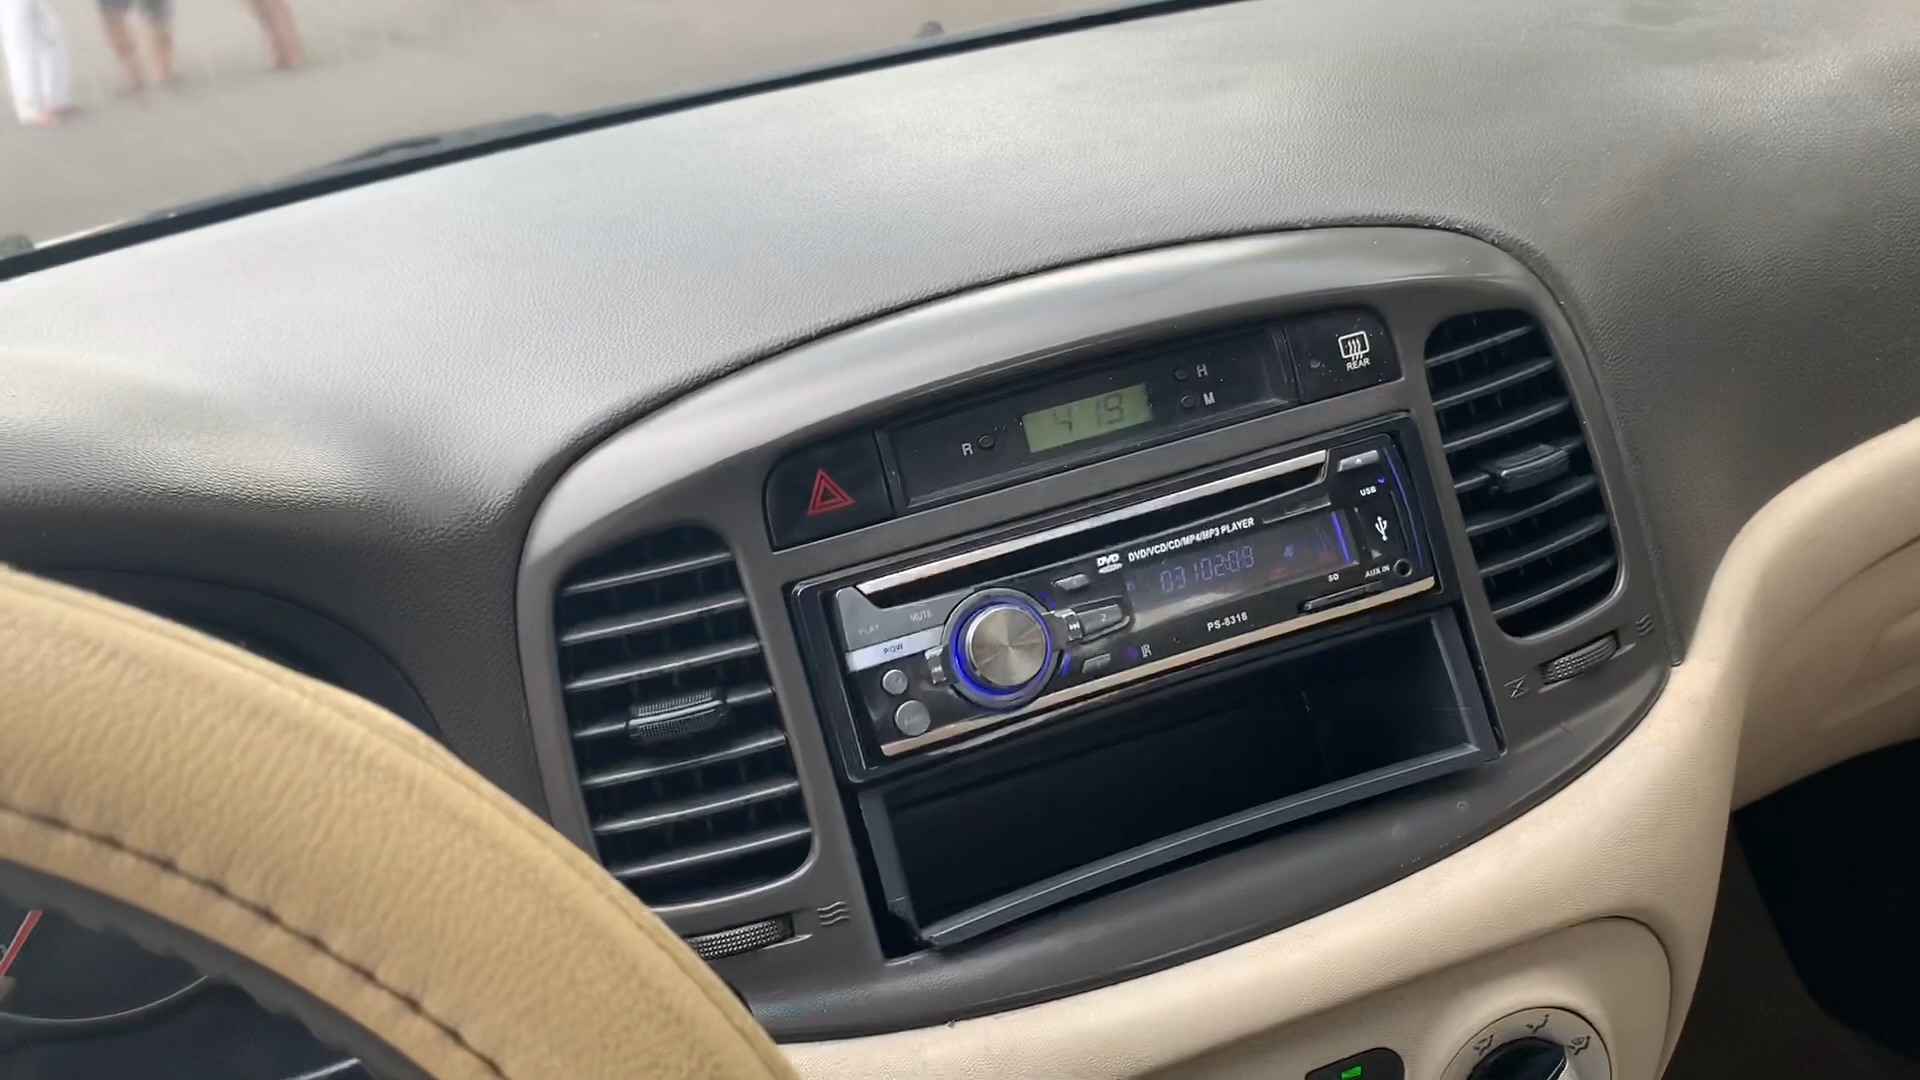 H
M
REAR
R
4 19
USB
DVD DVD/VCD/CD/MP4/MP3 PLAYER
03102:09
SD
AUX IN
PLAY
MUTE
POW
2
PS-8318
IR